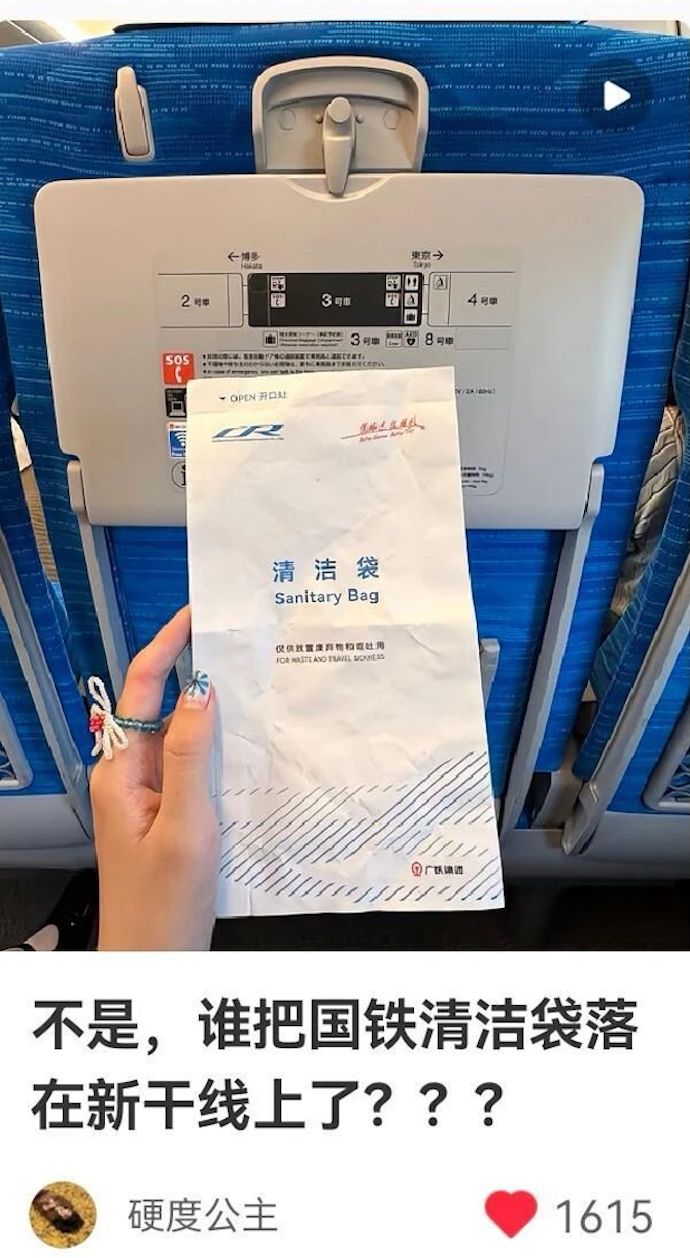 ←博多
Hakata
東京→
Tokyo
2号車
3号車
4号車
3号車
8号車
SOS
OPEN 开口处
CR
清洁袋
Sanitary Bag
仅供放置废弃物和呕吐用
FOR WASTE AND TRAVEL SICKNESS
广铁集团
不是，谁把国铁清洁袋落
在新干线上了？？？
硬度公主
1615